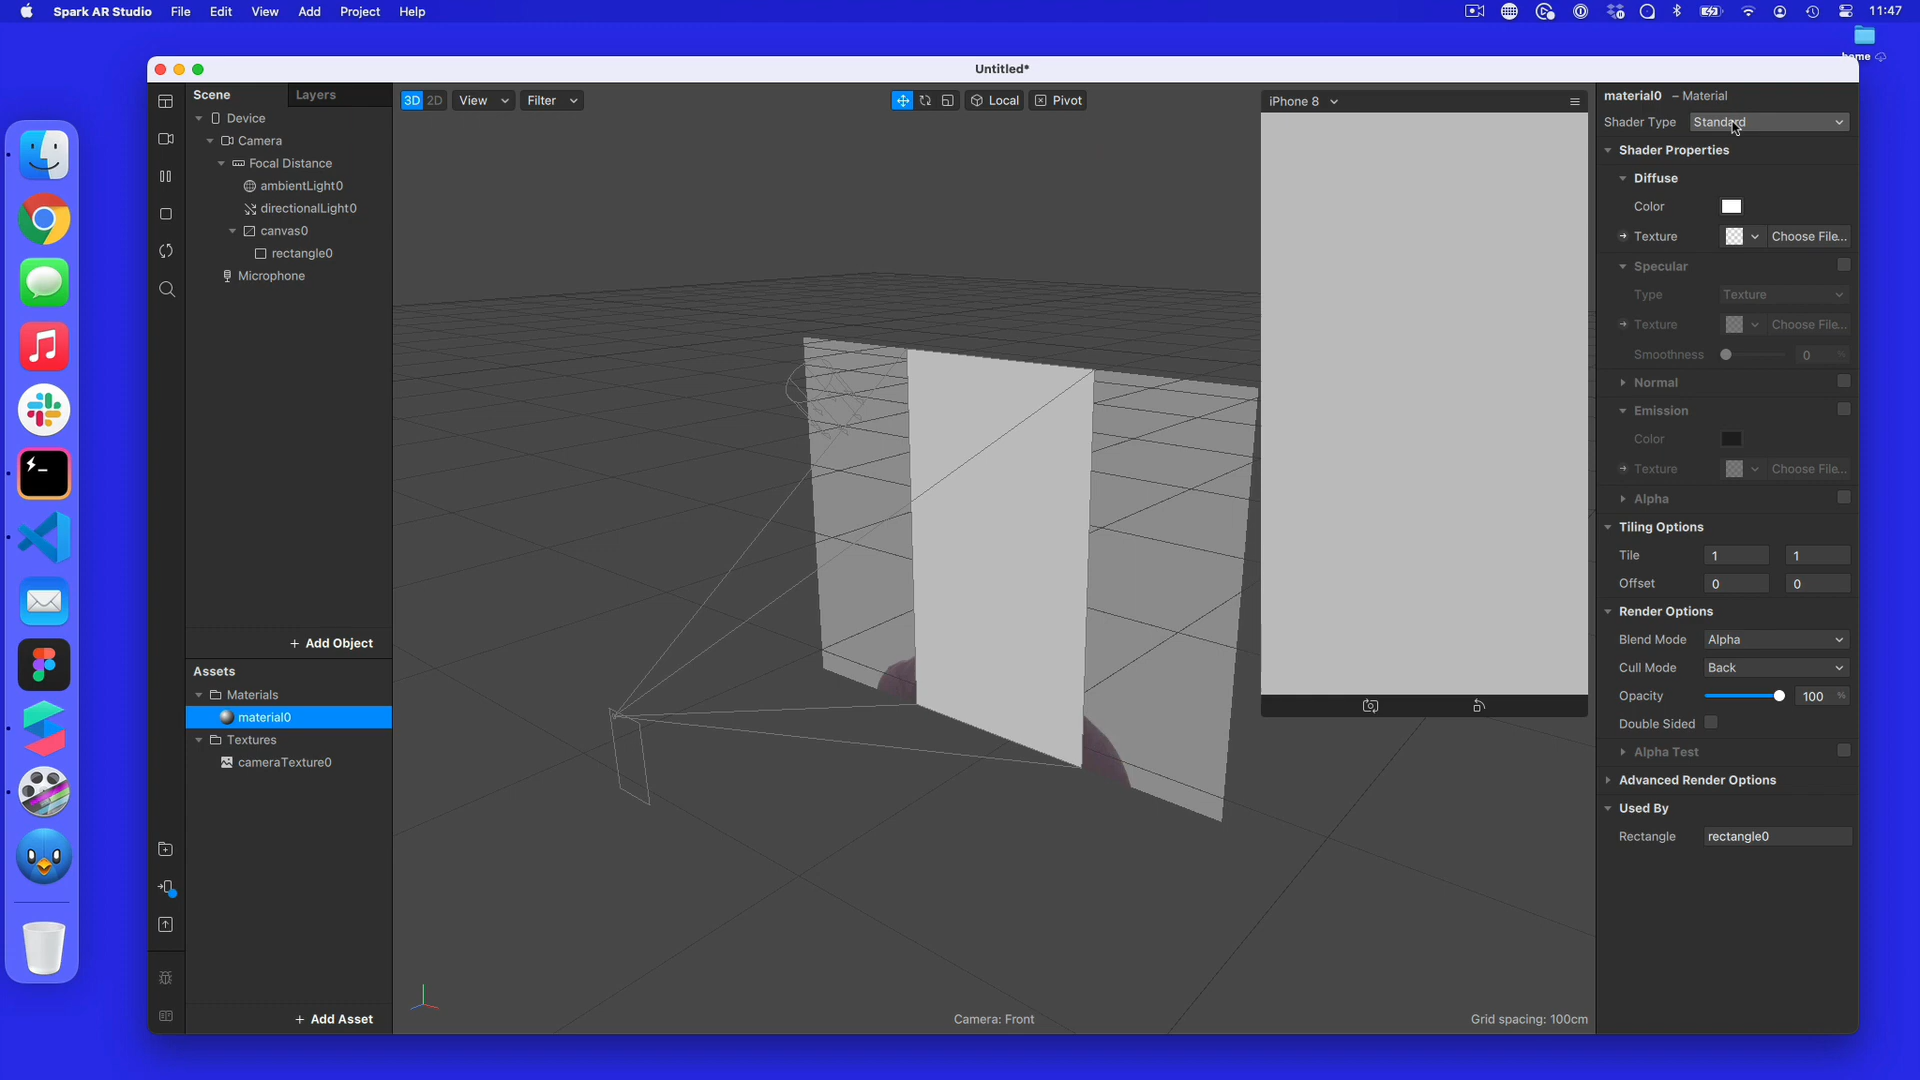 Spark AR Studio File Edit View Add Project Help 11:47
home
Untitled*
Scene Layers
Device
Camera
Focal Distance
ambientLight0
directionalLight0
canvas0
rectangle0
Microphone
+ Add Object
Assets
Materials
material0
Textures
cameraTexture0
+ Add Asset
3D 2D View Filter Local Pivot
iPhone 8
Camera: Front Grid spacing: 100cm
material0 – Material
Shader Type Standard
Shader Properties
Diffuse
Color
Texture Choose File...
Specular
Type Texture
Texture Choose File...
Smoothness 0 %
Normal
Emission
Color
Texture Choose File...
Alpha
Tiling Options
Tile 1 1
Offset 0 0
Render Options
Blend Mode Alpha
Cull Mode Back
Opacity 100 %
Double Sided
Alpha Test
Advanced Render Options
Used By
Rectangle rectangle0